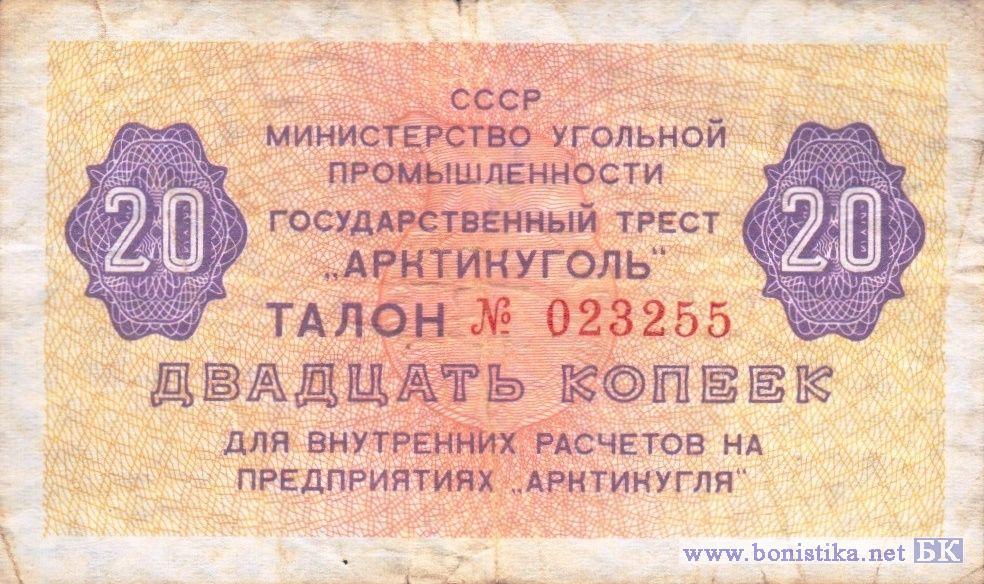 СССР
МИНИСТЕРСТВО УГОЛЬНОЙ
ПРОМЫШЛЕННОСТИ
ГОСУДАРСТВЕННЫЙ ТРЕСТ
„АРКТИКУГОЛЬ"
20 20
ТАЛОН № 023255
ДВАДЦАТЬ КОПЕЕК
ДЛЯ ВНУТРЕННИХ РАСЧЕТОВ НА
ПРЕДПРИЯТИЯХ „АРКТИКУГЛЯ"
www.bonistika.net БК